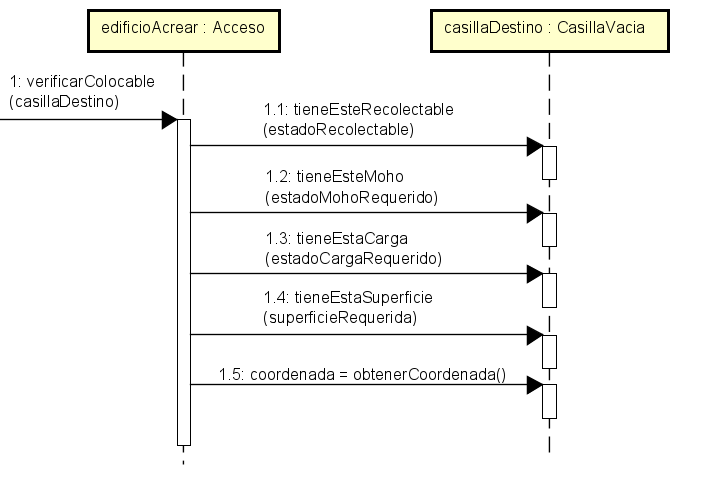 edificioAcrear : Acceso
casillaDestino : CasillaVacia
1: verificarColocable
(casillaDestino)
1.1: tieneEsteRecolectable
(estadoRecolectable)
1.2: tieneEsteMoho
(estadoMohoRequerido)
1.3: tieneEstaCarga
(estadoCargaRequerido)
1.4: tieneEstaSuperficie
(superficieRequerida)
1.5: coordenada = obtenerCoordenada()